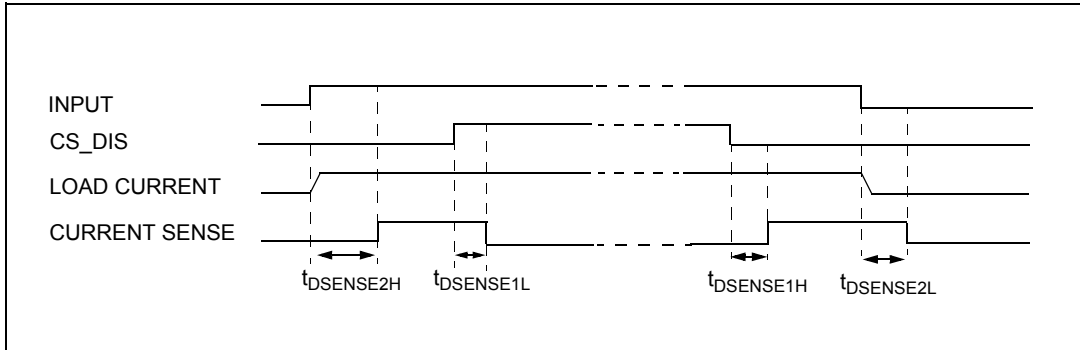 INPUT
CS_DIS
LOAD CURRENT
CURRENT SENSE
tDSENSE2H
tDSENSE1L
tDSENSE1H
tDSENSE2L